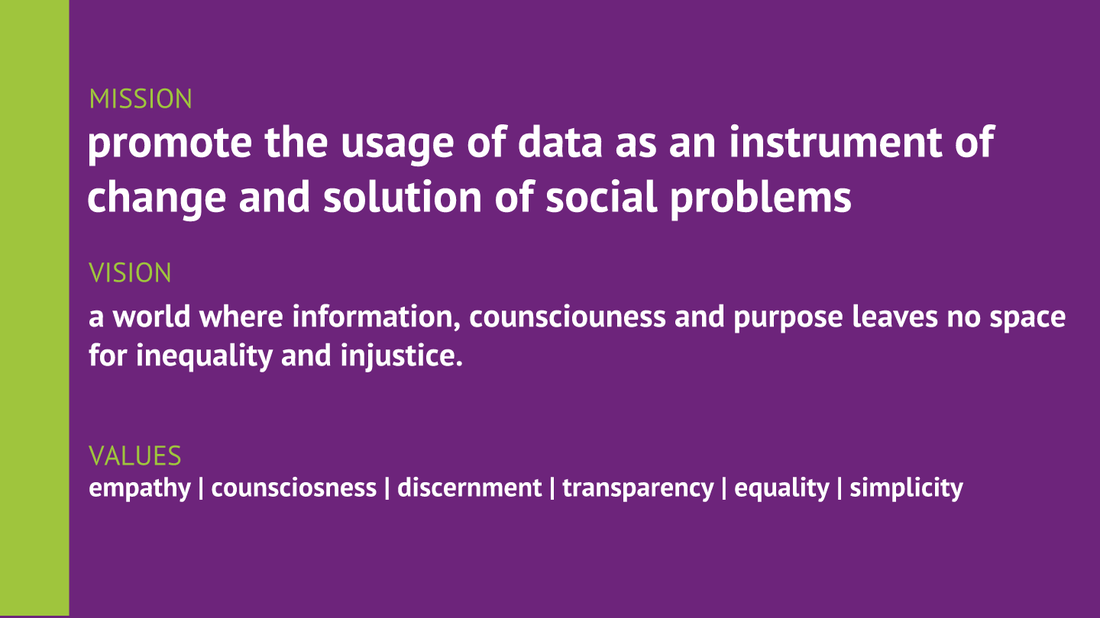 MISSION
promote the usage of data as an instrument of
change and solution of social problems
VISION
a world where information, counsciouness and purpose leaves no space
for inequality and injustice.
VALUES
empathy | counsciosness | discernment | transparency | equality | simplicity